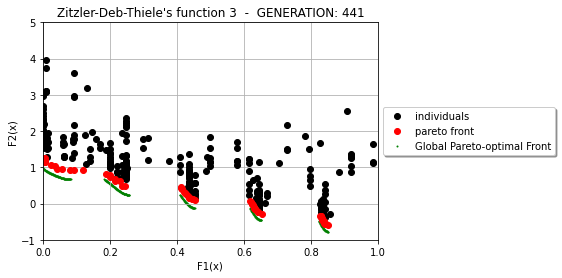 Zitzler-Deb-Thiele's function 3 - GENERATION: 441
5
4
3
2
1
0
−1
F2(x)
0.0 0.2 0.4 0.6 0.8 1.0
F1(x)
individuals
pareto front
Global Pareto-optimal Front